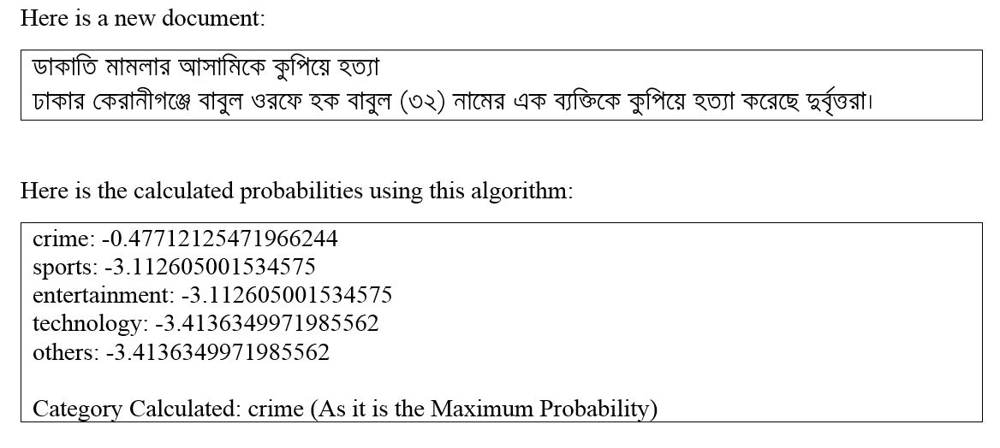 Here is a new document:
ডাকাতি মামলার আসামিকে কুপিয়ে হত্যা
ঢাকার কেরানীগঞ্জে বাবুল ওরফে হক বাবুল (৩২) নামের এক ব্যক্তিকে কুপিয়ে হত্যা করেছে দুর্বৃত্তরা।
Here is the calculated probabilities using this algorithm:
crime: -0.47712125471966244
sports: -3.112605001534575
entertainment: -3.112605001534575
technology: -3.4136349971985562
others: -3.4136349971985562
Category Calculated: crime (As it is the Maximum Probability)